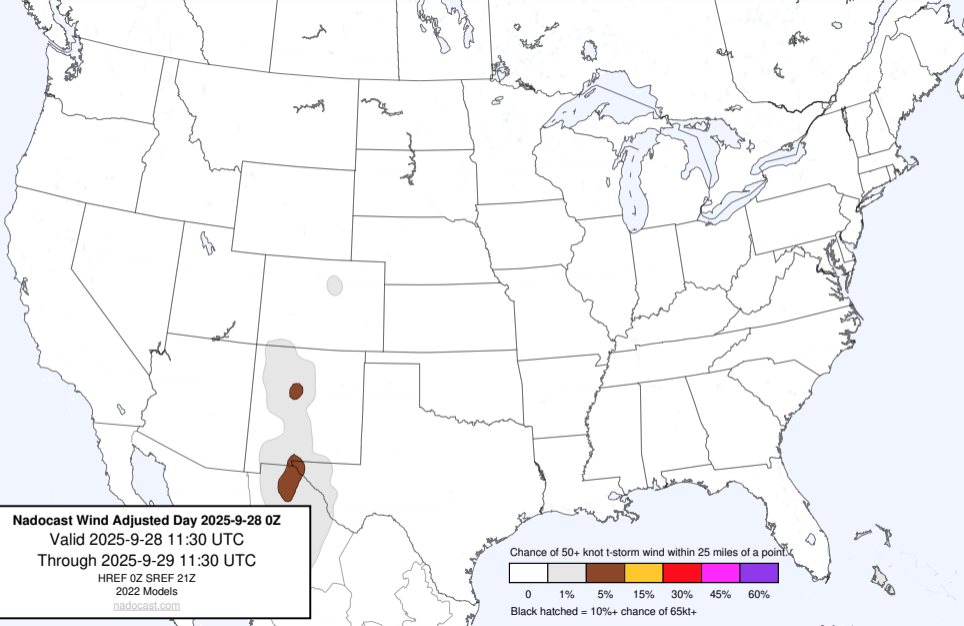 Nadocast Wind Adjusted Day 2025-9-28 0Z
Valid 2025-9-28 11:30 UTC
Through 2025-9-29 11:30 UTC
HREF 0Z SREF 21Z
2022 Models
nadocast.com
Chance of 50+ knot t-storm wind within 25 miles of a point.
0 1% 5% 15% 30% 45% 60%
Black hatched = 10%+ chance of 65kt+